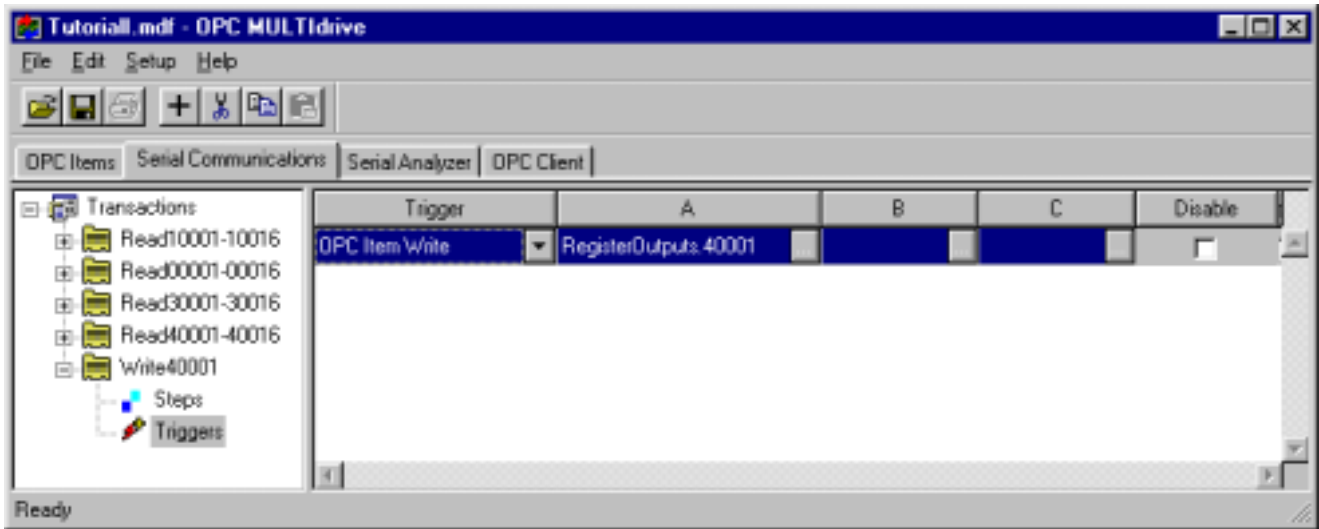 Tutorial1.mdf - OPC MULTIdrive
File Edit Setup Help
OPC Items Serial Communications Serial Analyzer OPC Client
Transactions
Read10001-10016
Read00001-00016
Read30001-30016
Read40001-40016
Write40001
Steps
Triggers
Trigger A B C Disable
OPC Item Write RegisterOutputs.40001
Ready